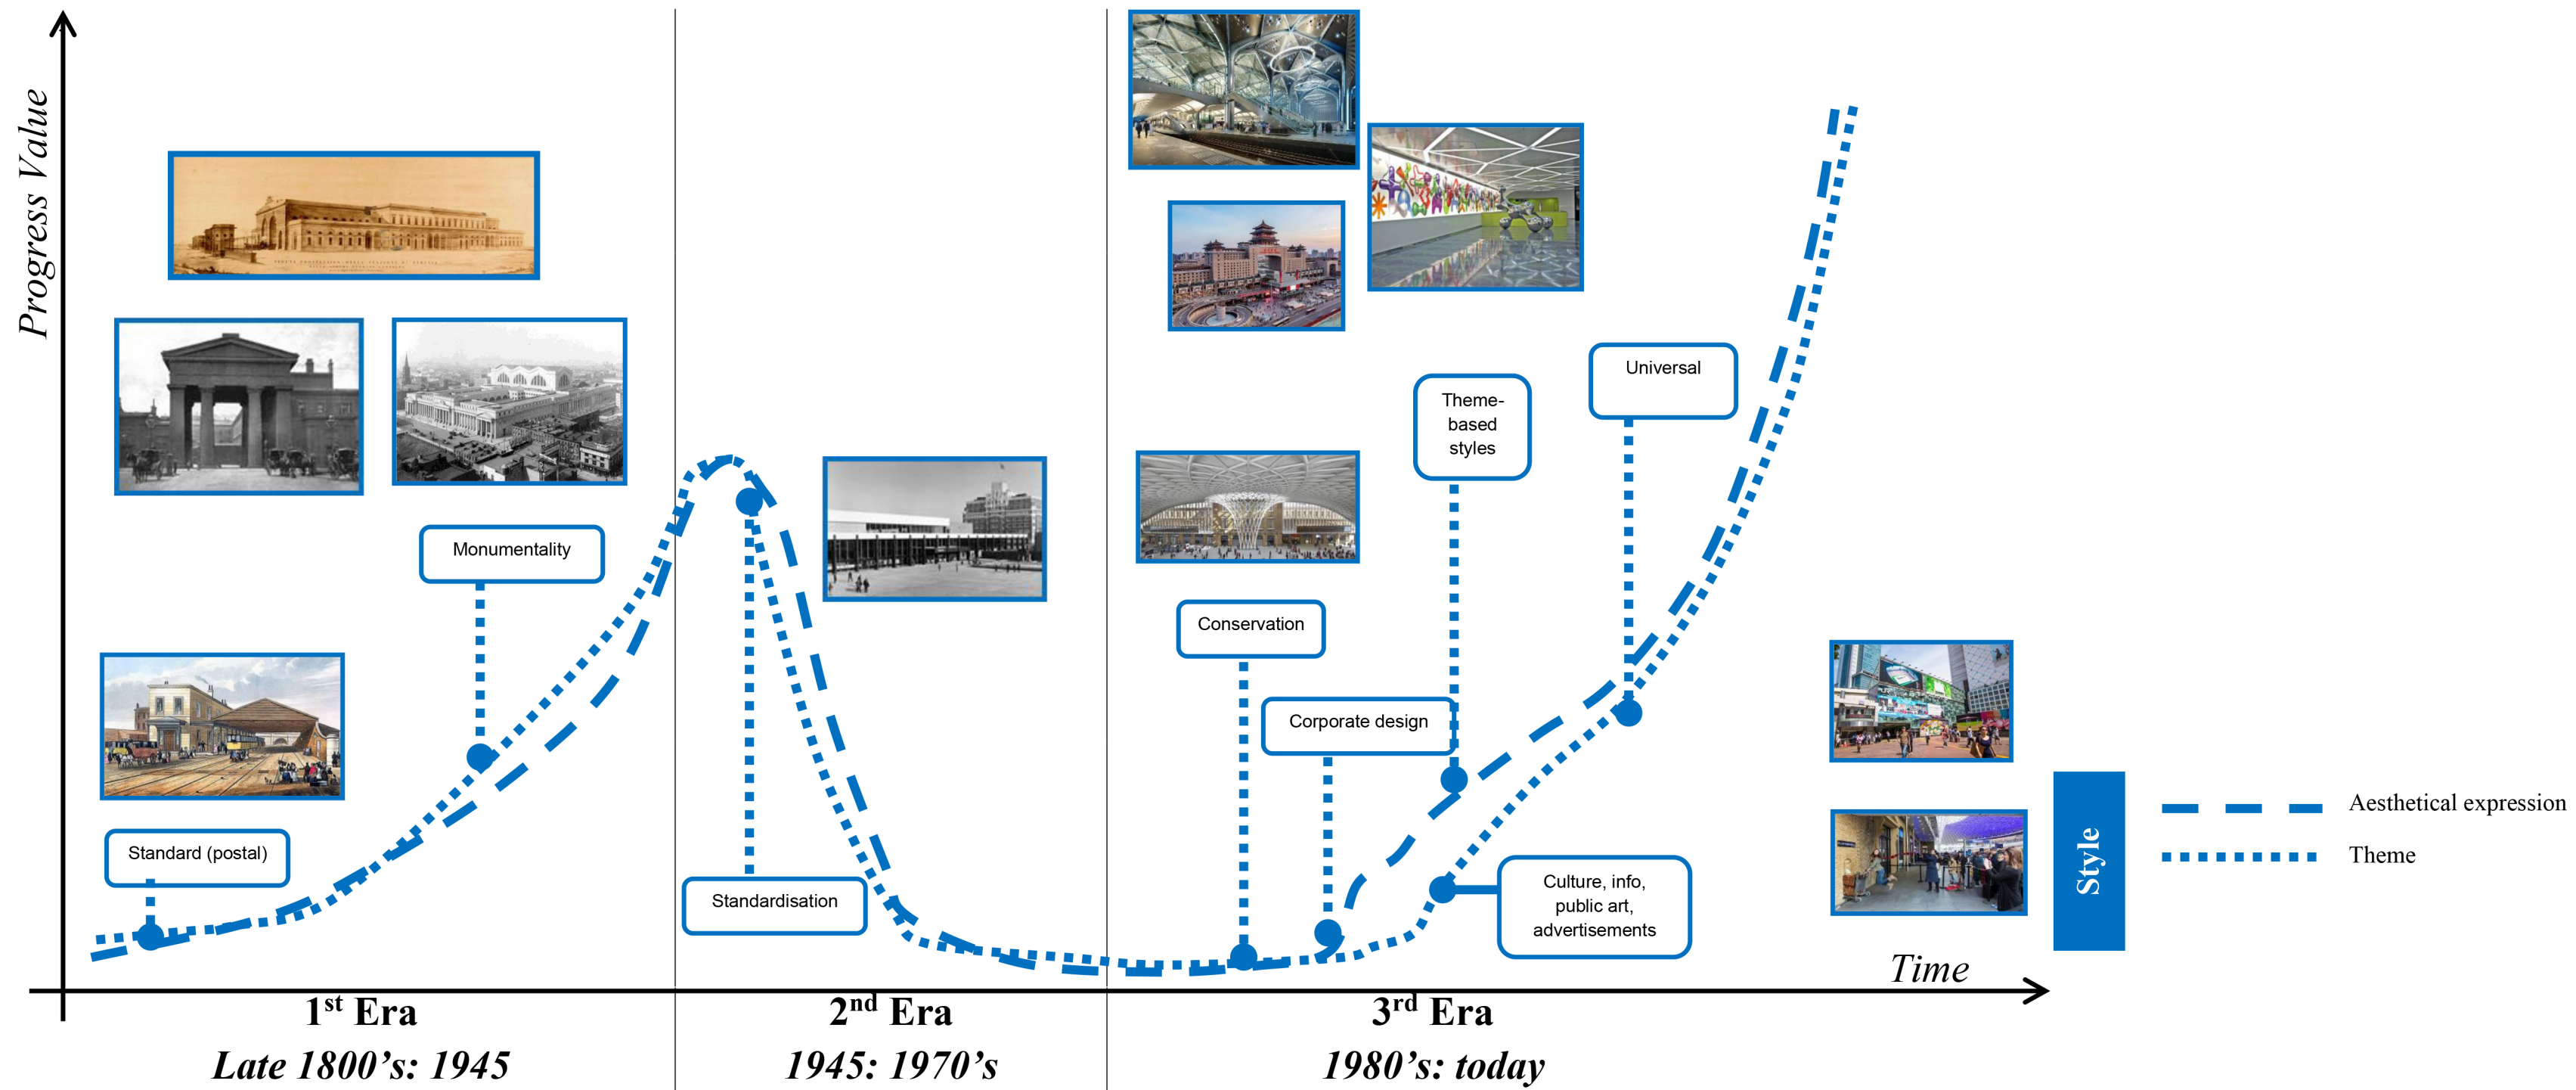 Progress Value
Monumentality
Standard (postal)
Standardisation
Conservation
Corporate design
Theme-
based
styles
Universal
Culture, info,
public art,
advertisements
Time
Style
Aesthetical expression
Theme
1st Era
Late 1800's: 1945
2nd Era
1945: 1970's
3rd Era
1980's: today